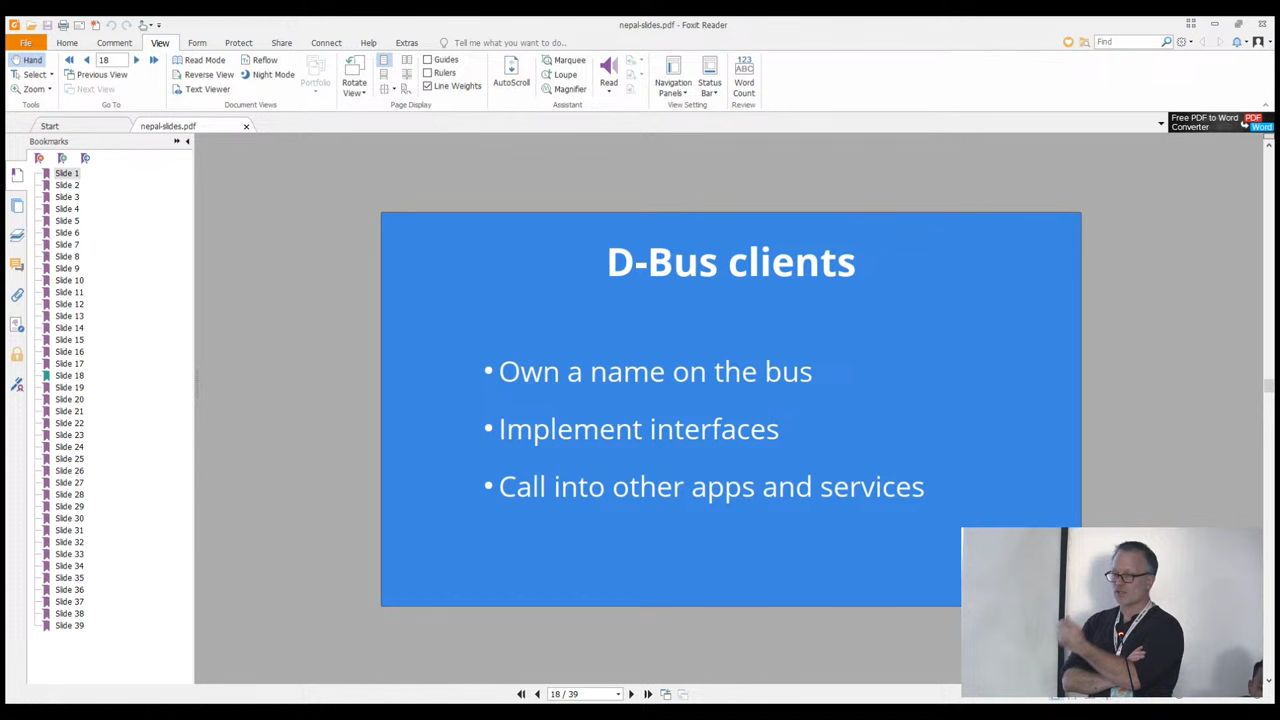 nepal-slides.pdf - Foxit Reader
File Home Comment View Form Protect Share Connect Help Extras Tell me what you want to do.. Find
Hand 18 Read Mode Reflow Guides Marquee
Select Previous View Reverse View Night Mode Rulers Loupe
Zoom Next View Text Viewer Portfolio Rotate View Line Weights AutoScroll Magnifier Read Navigation Panels Status Bar 123 ABC Word Count
Tools Go To Document Views Page Display Assistant View Setting Review
Start nepal-slides.pdf
Free PDF to Word Converter PDF Word
Bookmarks
Slide 1
Slide 2
Slide 3
Slide 4
Slide 5
Slide 6
Slide 7
Slide 8
Slide 9
Slide 10
Slide 11
Slide 12
Slide 13
Slide 14
Slide 15
Slide 16
Slide 17
Slide 18
Slide 19
Slide 20
Slide 21
Slide 22
Slide 23
Slide 24
Slide 25
Slide 26
Slide 27
Slide 28
Slide 29
Slide 30
Slide 31
Slide 32
Slide 33
Slide 34
Slide 35
Slide 36
Slide 37
Slide 38
Slide 39
D-Bus clients
• Own a name on the bus
• Implement interfaces
• Call into other apps and services
18 / 39